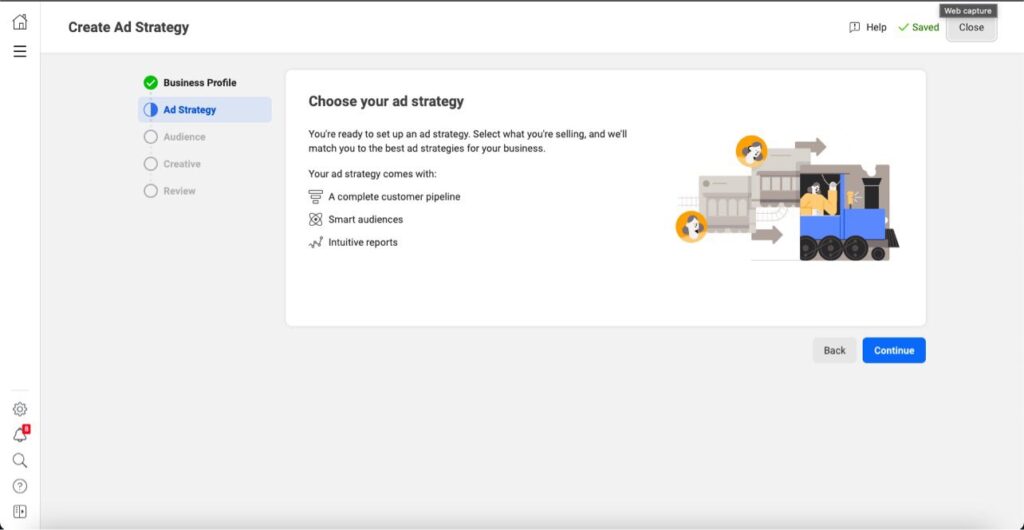 Web capture
Create Ad Strategy
Help
Saved
Close
Business Profile
Ad Strategy
Audience
Creative
Review
Choose your ad strategy
You're ready to set up an ad strategy. Select what you're selling, and we'll
match you to the best ad strategies for your business.
Your ad strategy comes with:
A complete customer pipeline
Smart audiences
Intuitive reports
Back
Continue